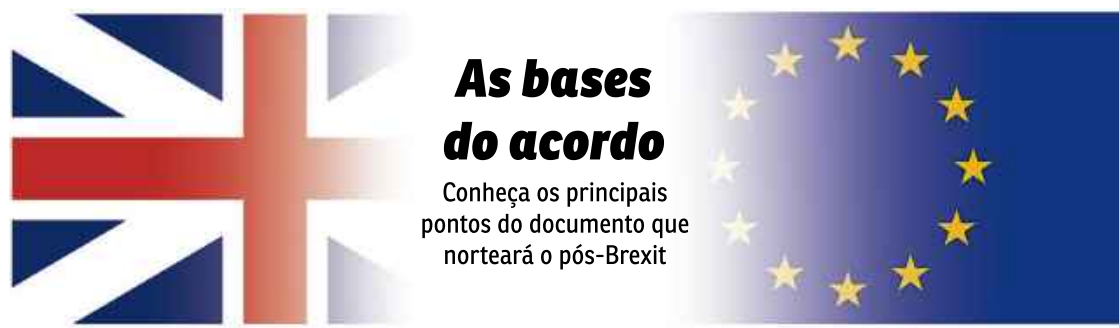 As bases
do acordo
Conheça os principais
pontos do documento que
norteará o pós-Brexit